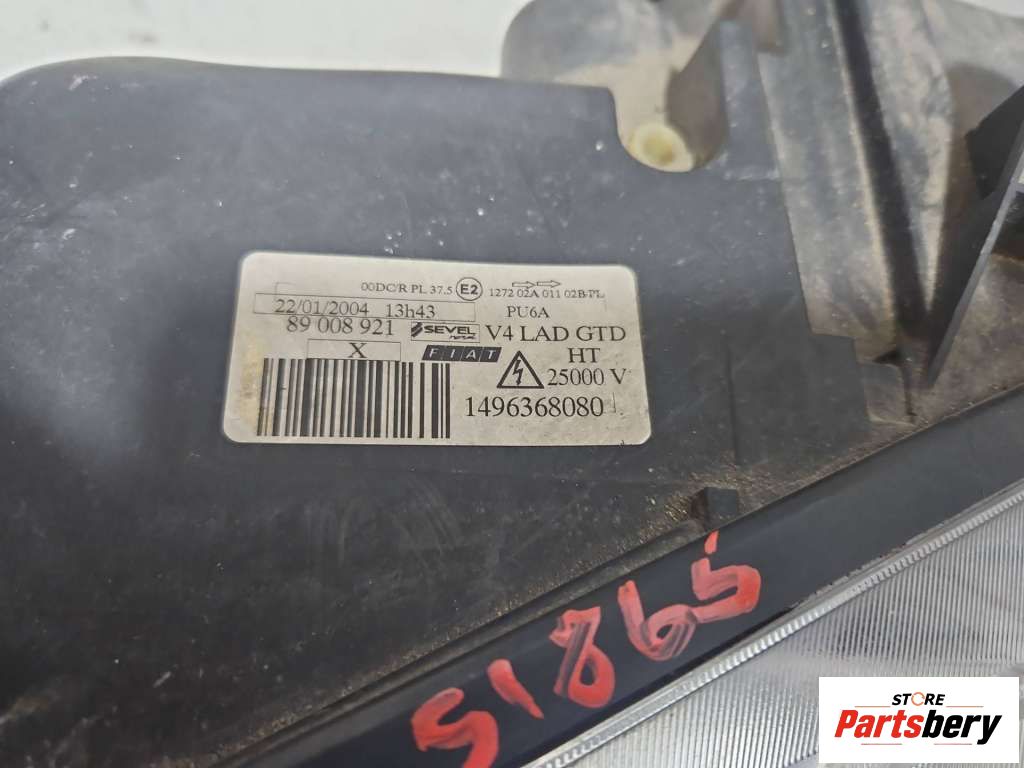 00DC/R PL 37.5 E2 1272 02A 011 02B PL
22/01/2004 13h43 PU6A
89 008 921 SEVEL V4 LAD GTD
X FIAT HT
25000 V
1496368080
S1865
STORE
Partsbery